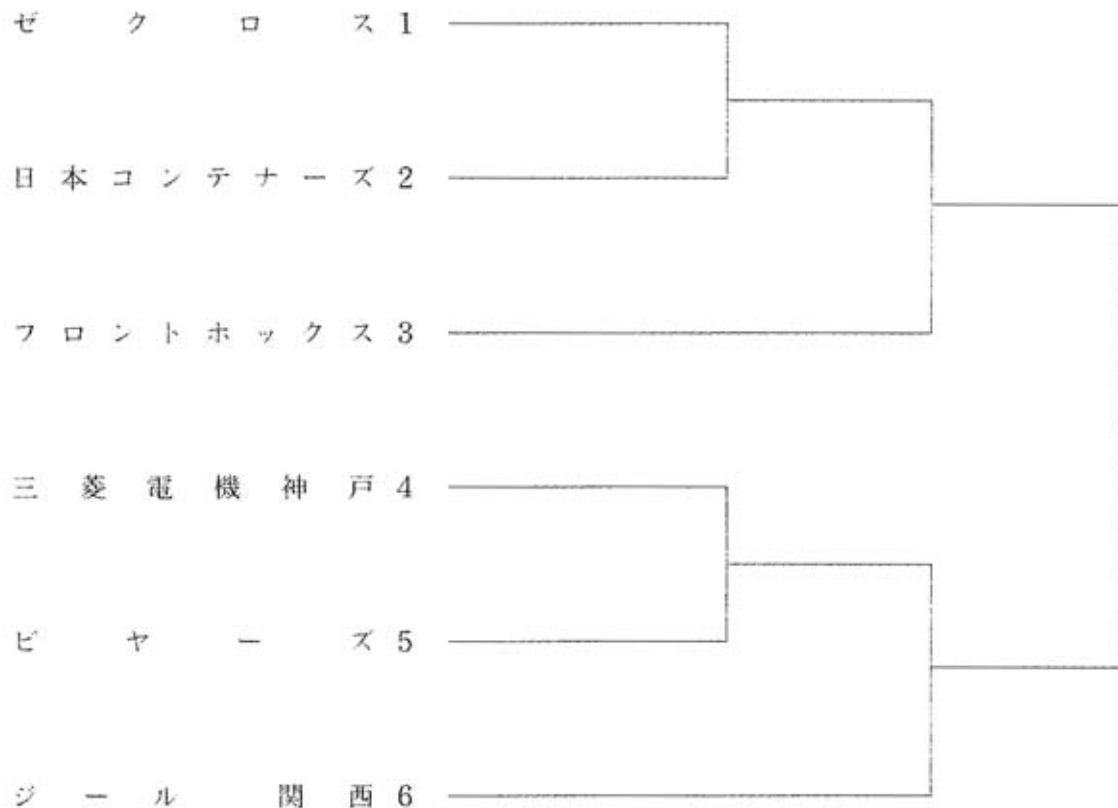 ゼクロス 1
日本コンテナーズ 2
フロントホックス 3
三菱電機神戸 4
ビヤーズ 5
ジール関西 6